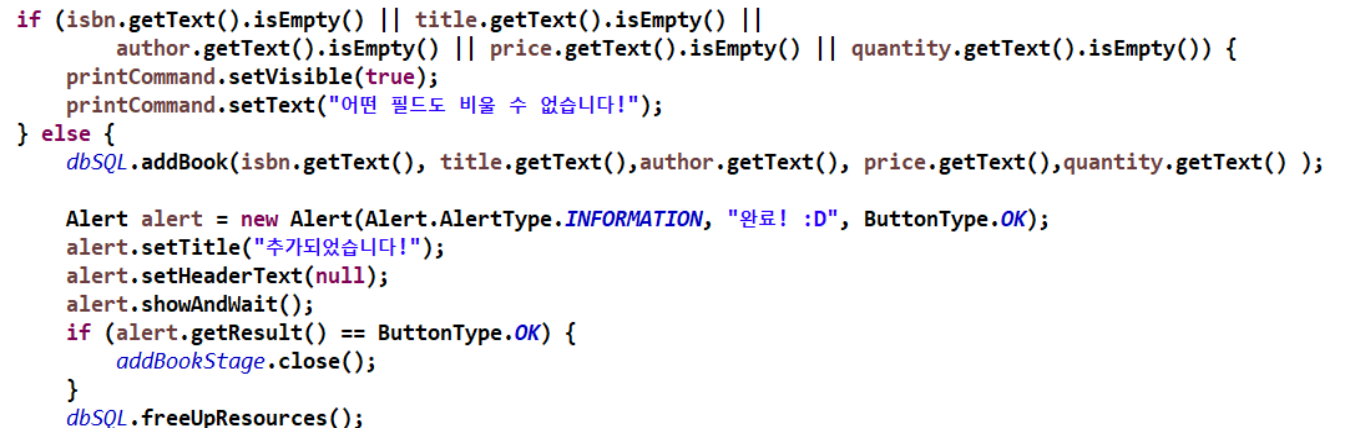 if (isbn.getText().isEmpty() || title.getText().isEmpty() ||
        author.getText().isEmpty() || price.getText().isEmpty() || quantity.getText().isEmpty()) {
    printCommand.setVisible(true);
    printCommand.setText("어떤 필드도 비울 수 없습니다!");
} else {
    dbSQL.addBook(isbn.getText(), title.getText(),author.getText(), price.getText(),quantity.getText() );

    Alert alert = new Alert(Alert.AlertType.INFORMATION, "완료! :D", ButtonType.OK);
    alert.setTitle("추가되었습니다!");
    alert.setHeaderText(null);
    alert.showAndWait();
    if (alert.getResult() == ButtonType.OK) {
        addBookStage.close();
    }
    dbSQL.freeUpResources();